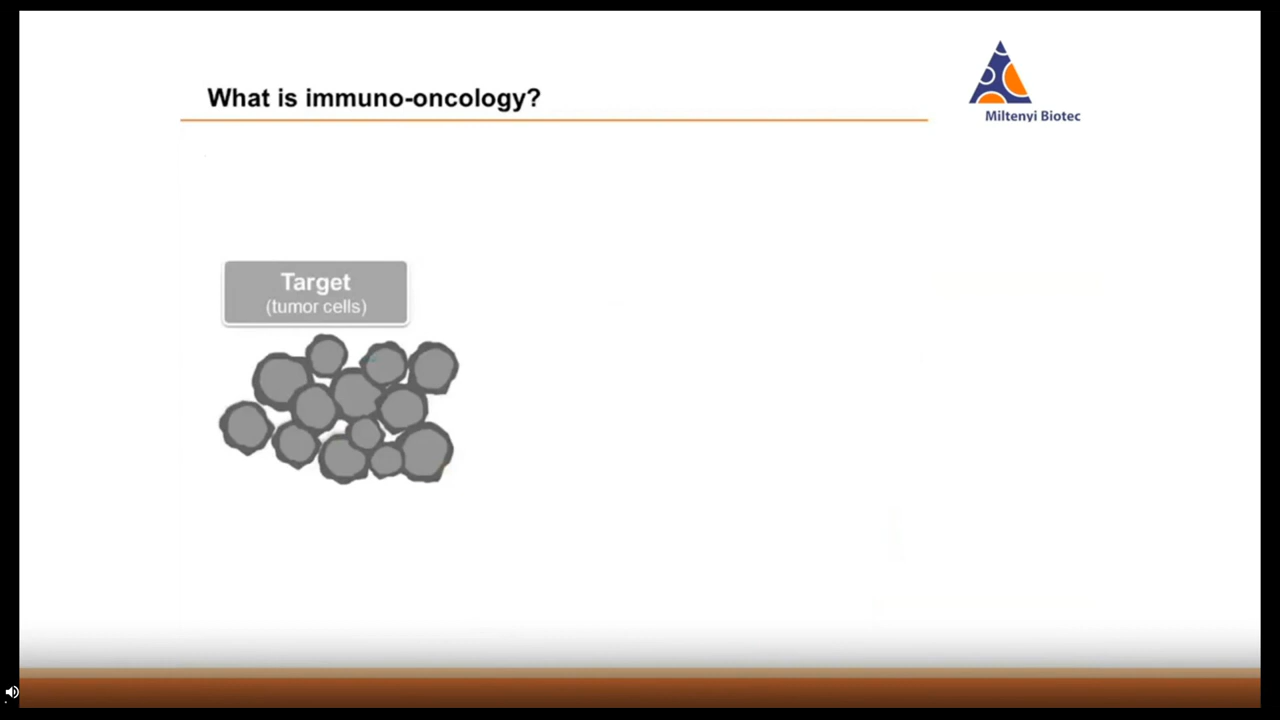 What is immuno-oncology?
Miltenyi Biotec
Target
(tumor cells)